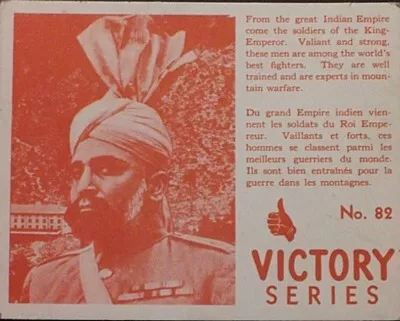 From the great Indian Empire
come the soldiers of the King-
Emperor. Valiant and strong,
these men are among the world's
best fighters. They are well
trained and are experts in moun-
tain warfare.
Du grand Empire indien vien-
nent les soldats du Roi Empe-
reur. Vaillants et forts, ces
hommes se classent parmi les
meilleurs guerriers du monde.
Ils sont bien entraînés pour la
guerre dans les montagnes.
No. 82
VICTORY
SERIES